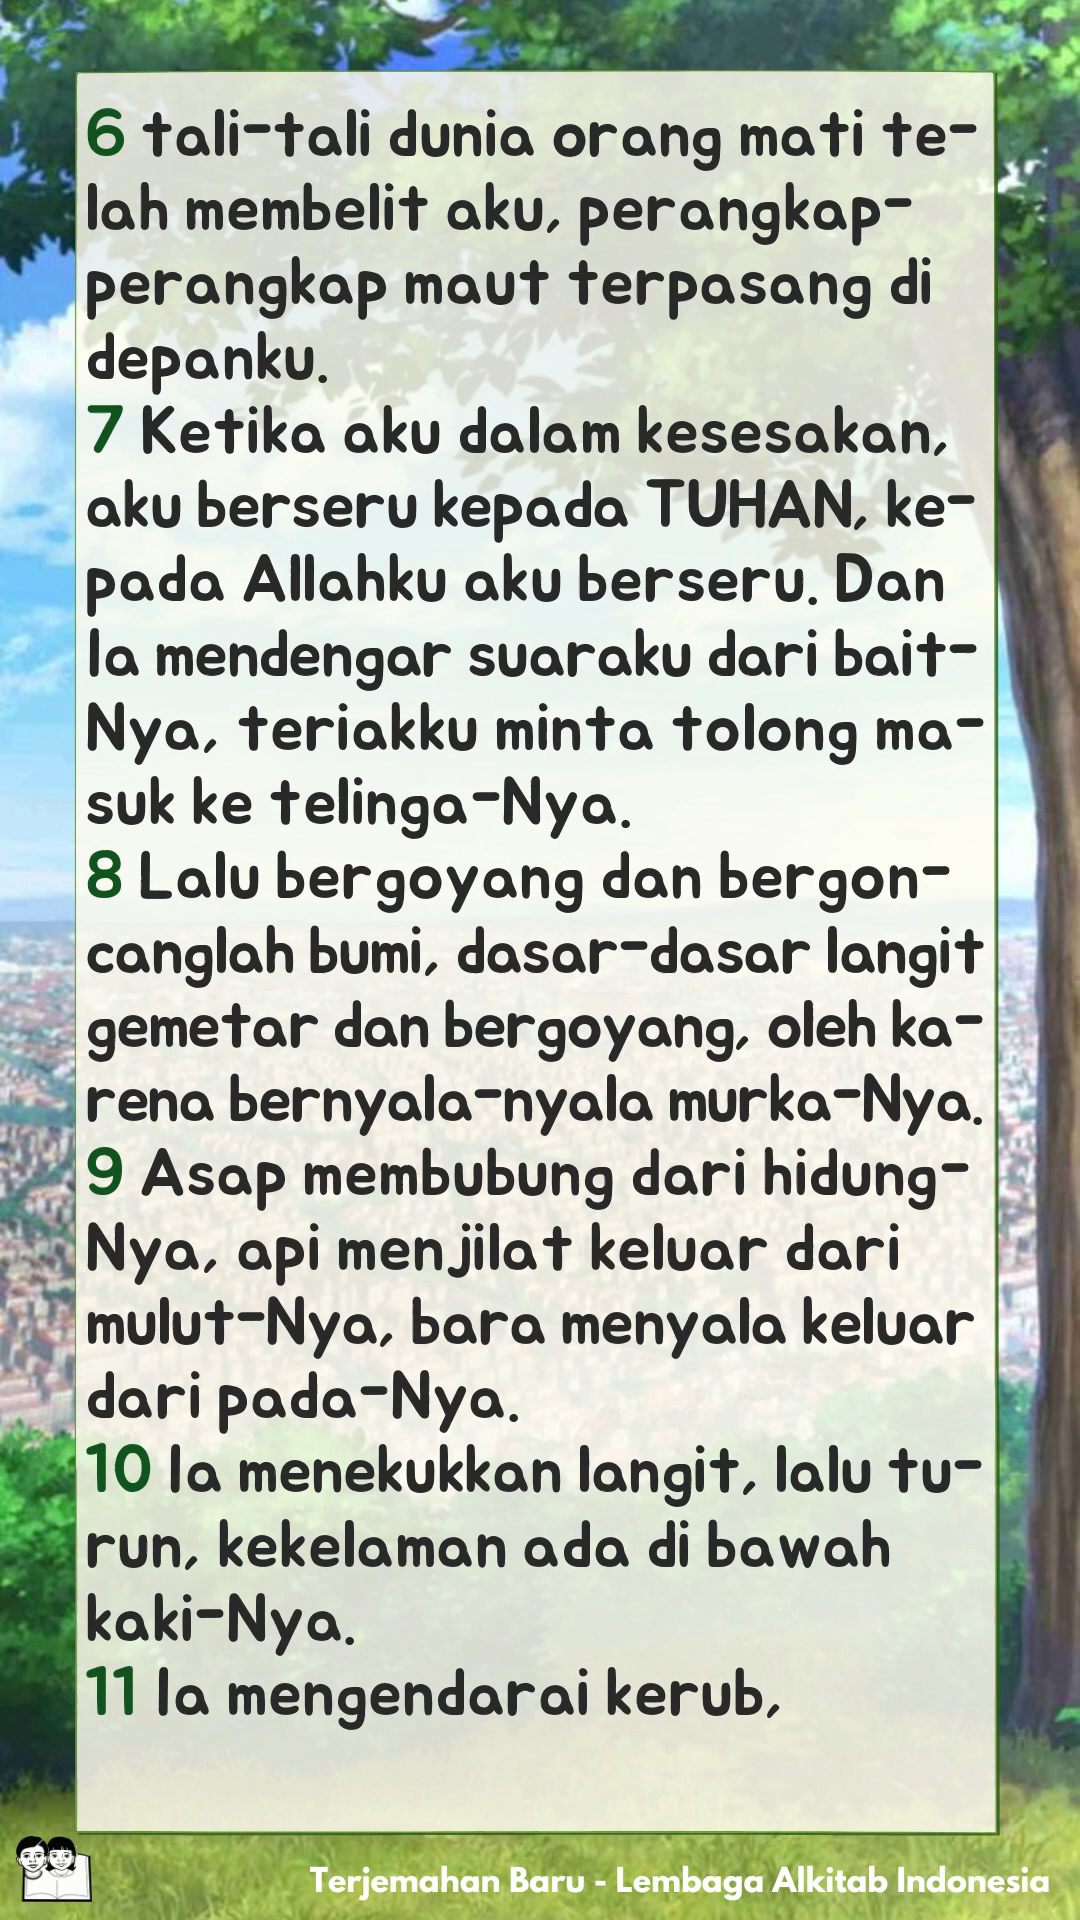 6 tali-tali dunia orang mati te-
lah membelit aku, perangkap-
perangkap maut terpasang di
depanku.
7 Ketika aku dalam kesesakan,
aku berseru kepada TUHAN, ke-
pada Allahku aku berseru. Dan
Ia mendengar suaraku dari bait-
Nya, teriakku minta tolong ma-
suk ke telinga-Nya.
8 Lalu bergoyang dan bergon-
canglah bumi, dasar-dasar langit
gemetar dan bergoyang, oleh ka-
rena bernyala-nyala murka-Nya.
9 Asap membubung dari hidung-
Nya, api menjilat keluar dari
mulut-Nya, bara menyala keluar
dari pada-Nya.
10 Ia menekukkan langit, lalu tu-
run, kekelaman ada di bawah
kaki-Nya.
11 Ia mengendarai kerub,
Terjemahan Baru - Lembaga Alkitab Indonesia